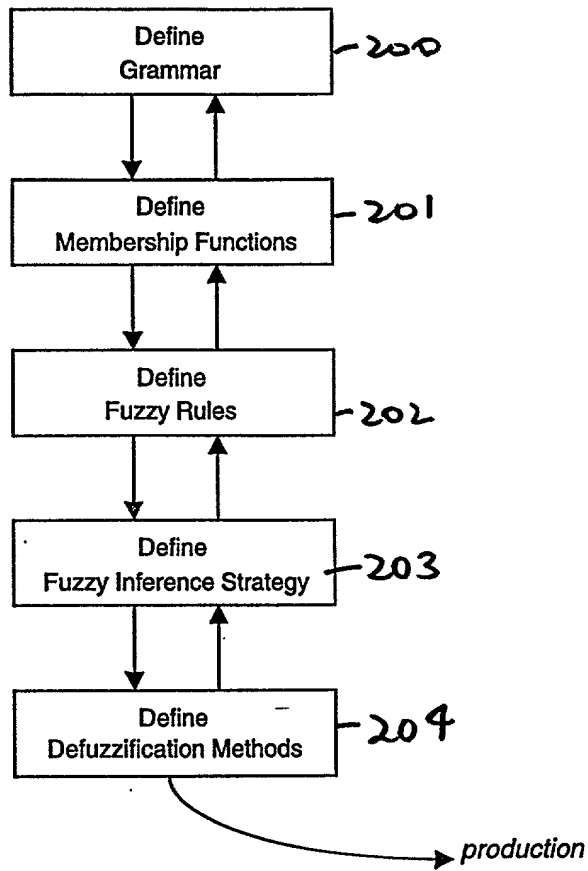 Define
Grammar
200
Define
Membership Functions
201
Define
Fuzzy Rules
202
Define
Fuzzy Inference Strategy
203
Define
Defuzzification Methods
204
production